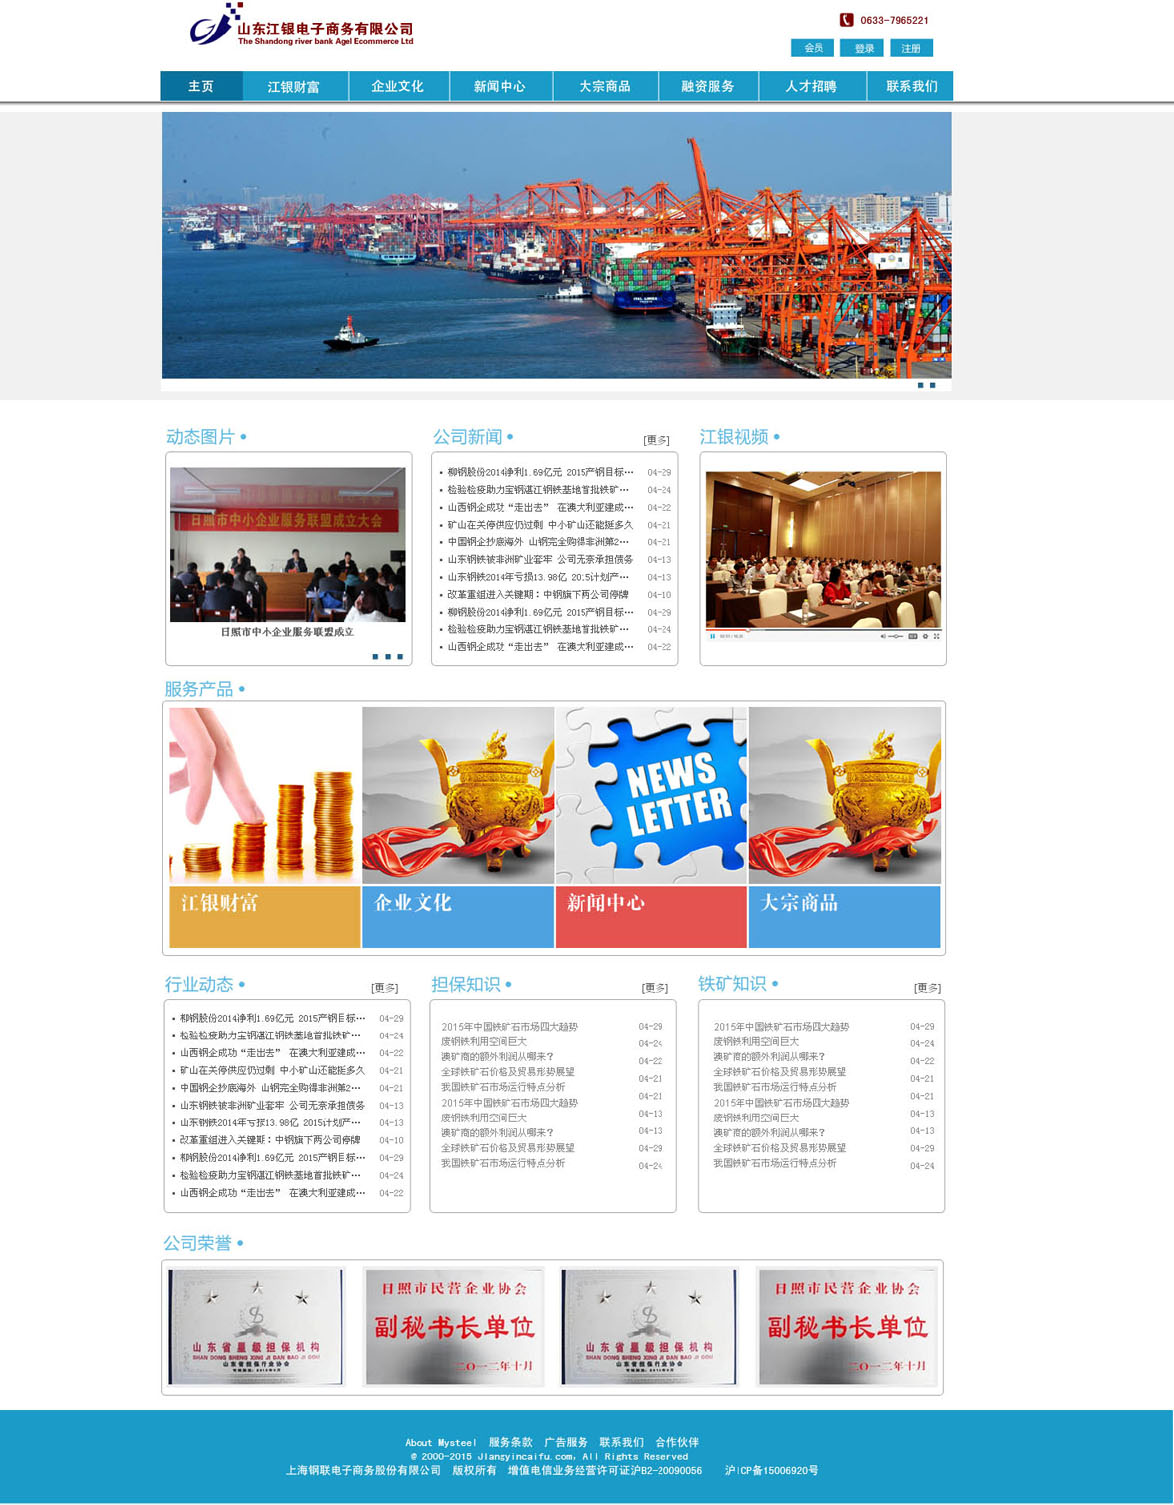 山东江银电子商务有限公司
The Shandong river bank Agel Ecommerce Ltd
0633-7965221
会员 登录 注册
主页 江银财富 企业文化 新闻中心 大宗商品 融资服务 人才招聘 联系我们
动态图片
日照市中小企业服务联盟成立大会
日照市中小企业服务联盟成立
公司新闻 [更多]
柳钢股份2014净利1.69亿元 2015产钢目标… 04-29
检验检疫助力宝钢湛江钢铁基地首批铁矿… 04-24
山西钢企成功“走出去” 在澳大利亚建成… 04-22
矿山在关停供应仍过剩 中小矿山还能挺多久 04-21
中国钢企抄底海外 山钢完全购得非洲第2… 04-21
山东钢铁被非洲矿业套牢 公司无奈承担债务 04-13
山东钢铁2014年亏损13.98亿 2015计划产… 04-13
改革重组进入关键期：中钢旗下两公司停牌 04-10
柳钢股份2014净利1.69亿元 2015产钢目标… 04-29
检验检疫助力宝钢湛江钢铁基地首批铁矿… 04-24
山西钢企成功“走出去” 在澳大利亚建成… 04-22
江银视频
服务产品
NEWS
LETTER
江银财富 企业文化 新闻中心 大宗商品
行业动态 [更多]
柳钢股份2014净利1.69亿元 2015产钢目标… 04-29
检验检疫助力宝钢湛江钢铁基地首批铁矿… 04-24
山西钢企成功“走出去” 在澳大利亚建成… 04-22
矿山在关停供应仍过剩 中小矿山还能挺多久 04-21
中国钢企抄底海外 山钢完全购得非洲第2… 04-21
山东钢铁被非洲矿业套牢 公司无奈承担债务 04-13
山东钢铁2014年亏损13.98亿 2015计划产… 04-13
改革重组进入关键期：中钢旗下两公司停牌 04-10
柳钢股份2014净利1.69亿元 2015产钢目标… 04-29
检验检疫助力宝钢湛江钢铁基地首批铁矿… 04-24
山西钢企成功“走出去” 在澳大利亚建成… 04-22
担保知识 [更多]
2015年中国铁矿石市场四大趋势 04-29
废钢铁利用空间巨大 04-24
澳矿商的额外利润从哪来？ 04-22
全球铁矿石价格及贸易形势展望 04-21
我国铁矿石市场运行特点分析 04-21
2015年中国铁矿石市场四大趋势 04-13
废钢铁利用空间巨大 04-13
澳矿商的额外利润从哪来？ 04-29
全球铁矿石价格及贸易形势展望 04-24
我国铁矿石市场运行特点分析
铁矿知识 [更多]
2015年中国铁矿石市场四大趋势 04-29
废钢铁利用空间巨大 04-24
澳矿商的额外利润从哪来？ 04-22
全球铁矿石价格及贸易形势展望 04-21
我国铁矿石市场运行特点分析 04-21
2015年中国铁矿石市场四大趋势 04-13
废钢铁利用空间巨大 04-13
澳矿商的额外利润从哪来？ 04-29
全球铁矿石价格及贸易形势展望 04-24
我国铁矿石市场运行特点分析
公司荣誉
山东省星级担保机构
SHAN DONG SHENG XING JI DAN BAO JI GOU
山东省担保行业协会
日照市民营企业协会
副秘书长单位
二〇一二年十月
山东省星级担保机构
SHAN DONG SHENG XING JI DAN BAO JI GOU
山东省担保行业协会
日照市民营企业协会
副秘书长单位
二〇一二年十月
About Mysteel 服务条款 广告服务 联系我们 合作伙伴
@ 2000-2015 Jiangyincaifu.com, All Rights Reserved
上海钢联电子商务股份有限公司 版权所有 增值电信业务经营许可证沪B2-20090056 沪ICP备15006920号